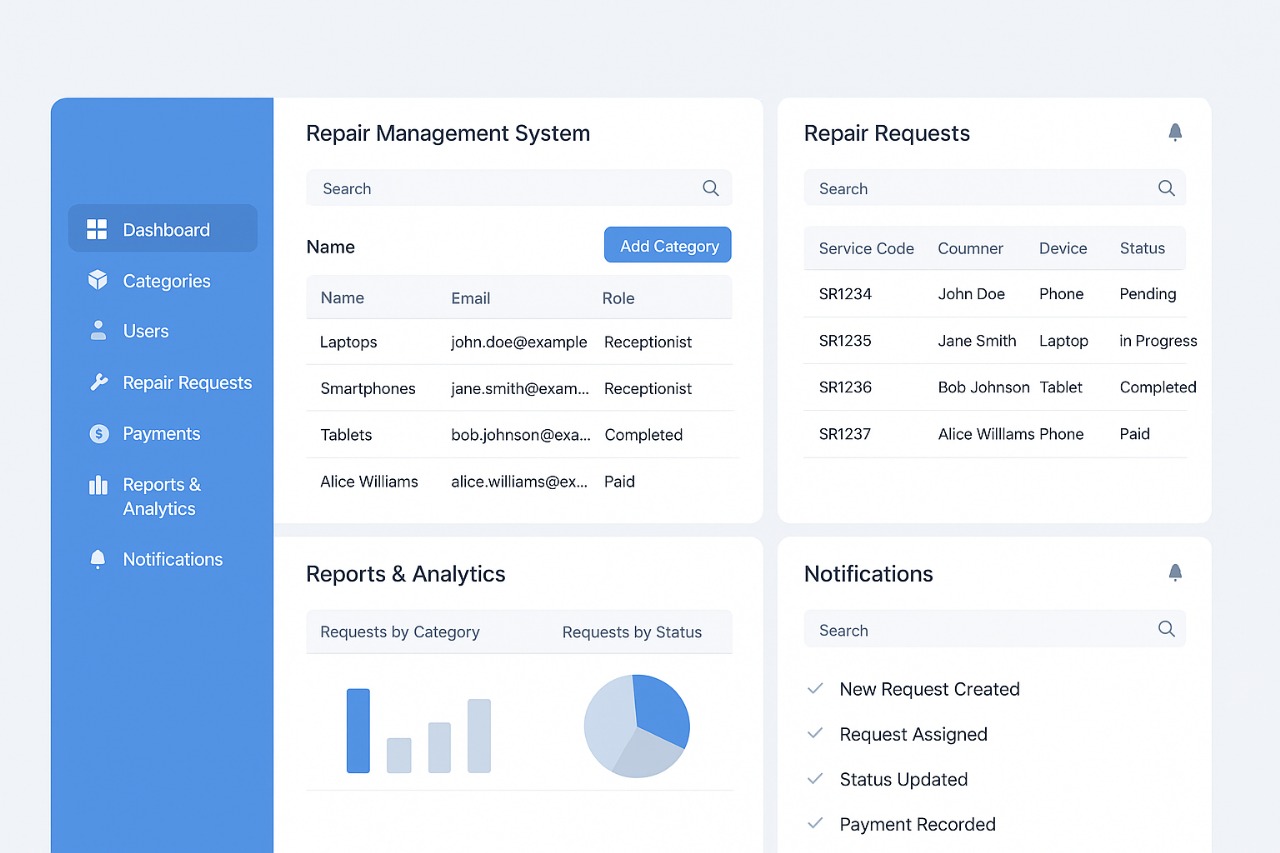 Dashboard
Categories
Users
Repair Requests
Payments
Reports &
Analytics
Notifications
Repair Management System
Search
Name
Add Category
Name Email Role
Laptops john.doe@example Receptionist
Smartphones jane.smith@exam... Receptionist
Tablets bob.johnson@exa... Completed
Alice Williams alice.williams@ex... Paid
Repair Requests
Search
Service Code Coumner Device Status
SR1234 John Doe Phone Pending
SR1235 Jane Smith Laptop in Progress
SR1236 Bob Johnson Tablet Completed
SR1237 Alice Willlams Phone Paid
Reports & Analytics
Requests by Category Requests by Status
Notifications
Search
New Request Created
Request Assigned
Status Updated
Payment Recorded